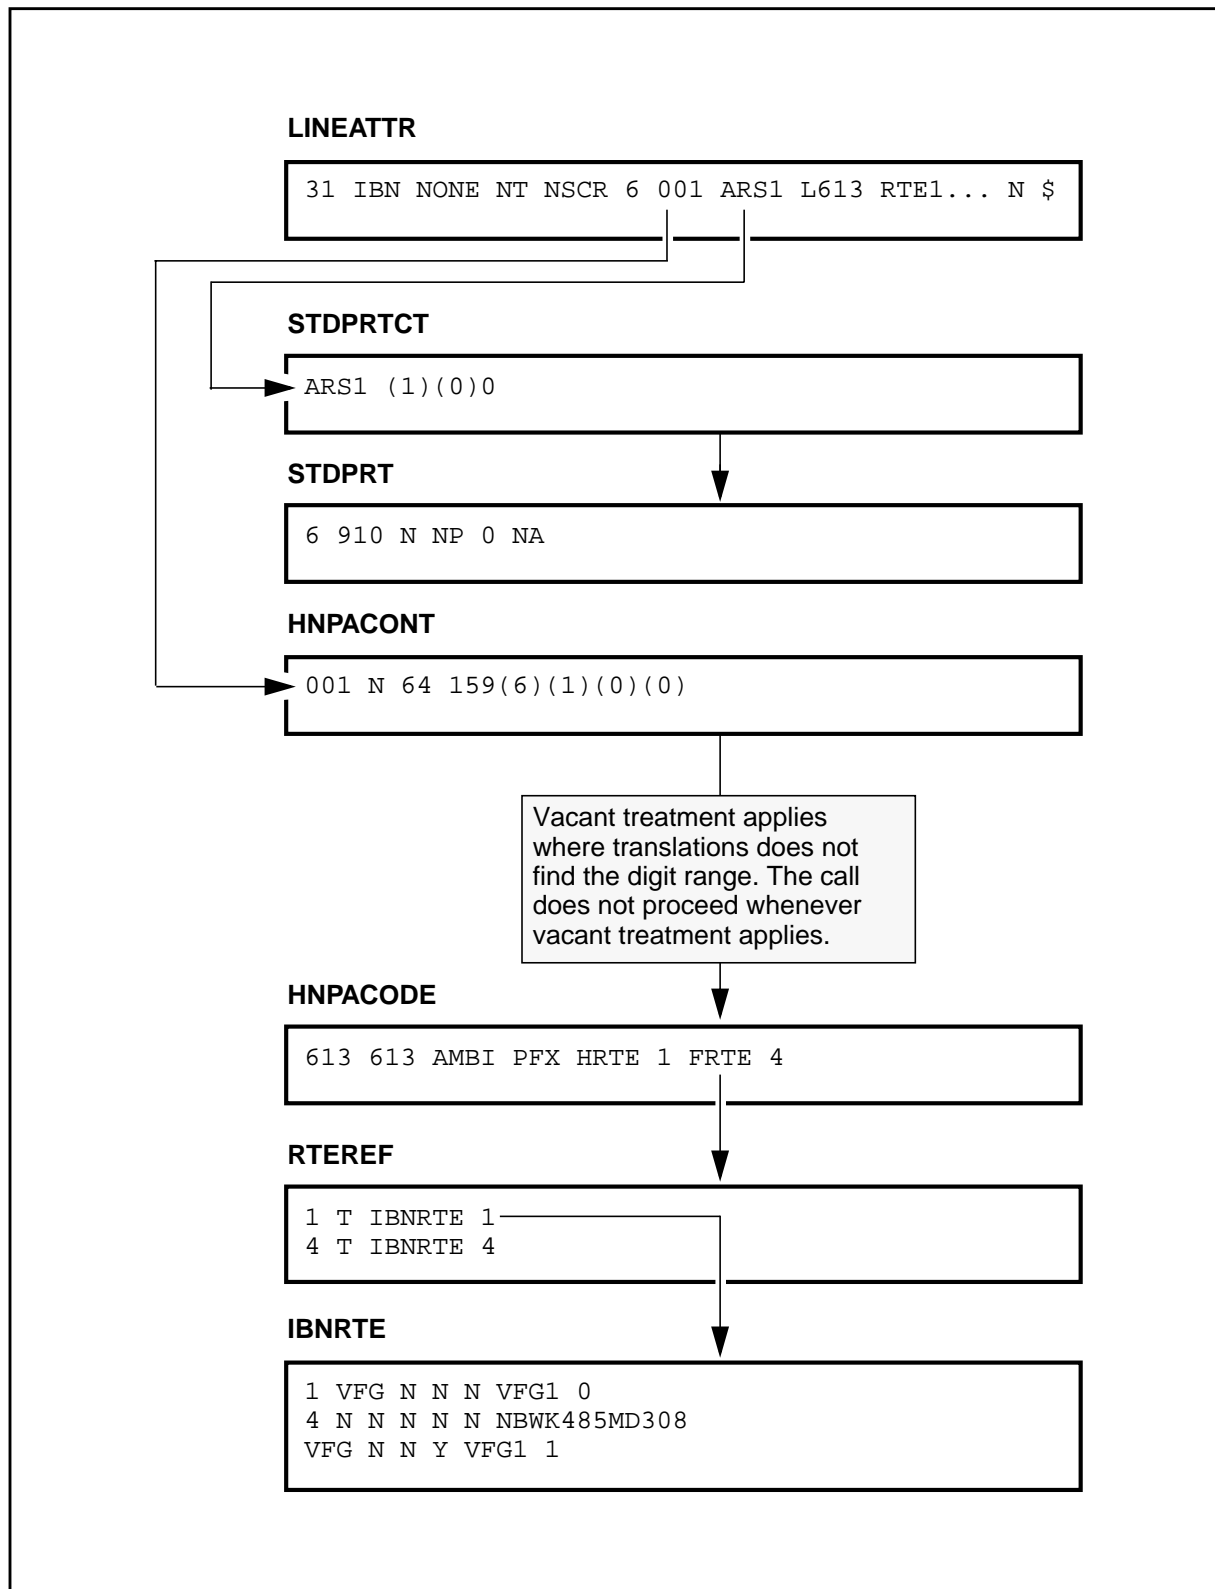 LINEATTR
31 IBN NONE NT NSCR 6 001 ARS1 L613 RTE1... N $
STDPRTCT
ARS1 (1)(0)0
STDPRT
6 910 N NP 0 NA
HNPACONT
001 N 64 159(6)(1)(0)(0)
Vacant treatment applies
where translations does not
find the digit range. The call
does not proceed whenever
vacant treatment applies.
HNPACODE
613 613 AMBI PFX HRTE 1 FRTE 4
RTEREF
1 T IBNRTE 1
4 T IBNRTE 4
IBNRTE
1 VFG N N N VFG1 0
4 N N N N N NBWK485MD308
VFG N N Y VFG1 1